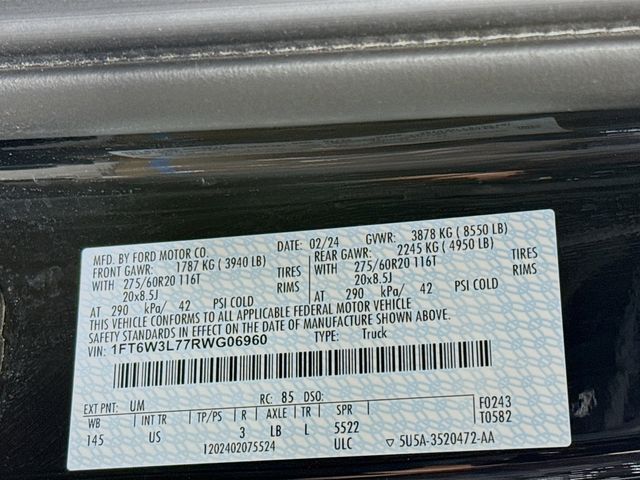 MFD. BY FORD MOTOR CO. DATE: 02/24 GVWR: 3878 KG ( 8550 LB)
FRONT GAWR: 1787 KG ( 3940 LB) REAR GAWR: 2245 KG ( 4950 LB)
WITH 275/60R20 116T TIRES WITH 275/60R20 116T TIRES
20x8.5J RIMS 20x8.5J RIMS
AT 290 kPa/ 42 PSI COLD AT 290 kPa/ 42 PSI COLD
THIS VEHICLE CONFORMS TO ALL APPLICABLE FEDERAL MOTOR VEHICLE
SAFETY STANDARDS IN EFFECT ON THE DATE OF MANUFACTURE SHOWN ABOVE.
VIN: 1FT6W3L77RWG06960 TYPE: Truck
EXT PNT: UM RC: 85 DSO: F0243
WB INT TR TP/PS R AXLE TR SPR T0582
145 US 3 LB L 5522
1202402075524 ULC ▽ 5U5A-3520472-AA